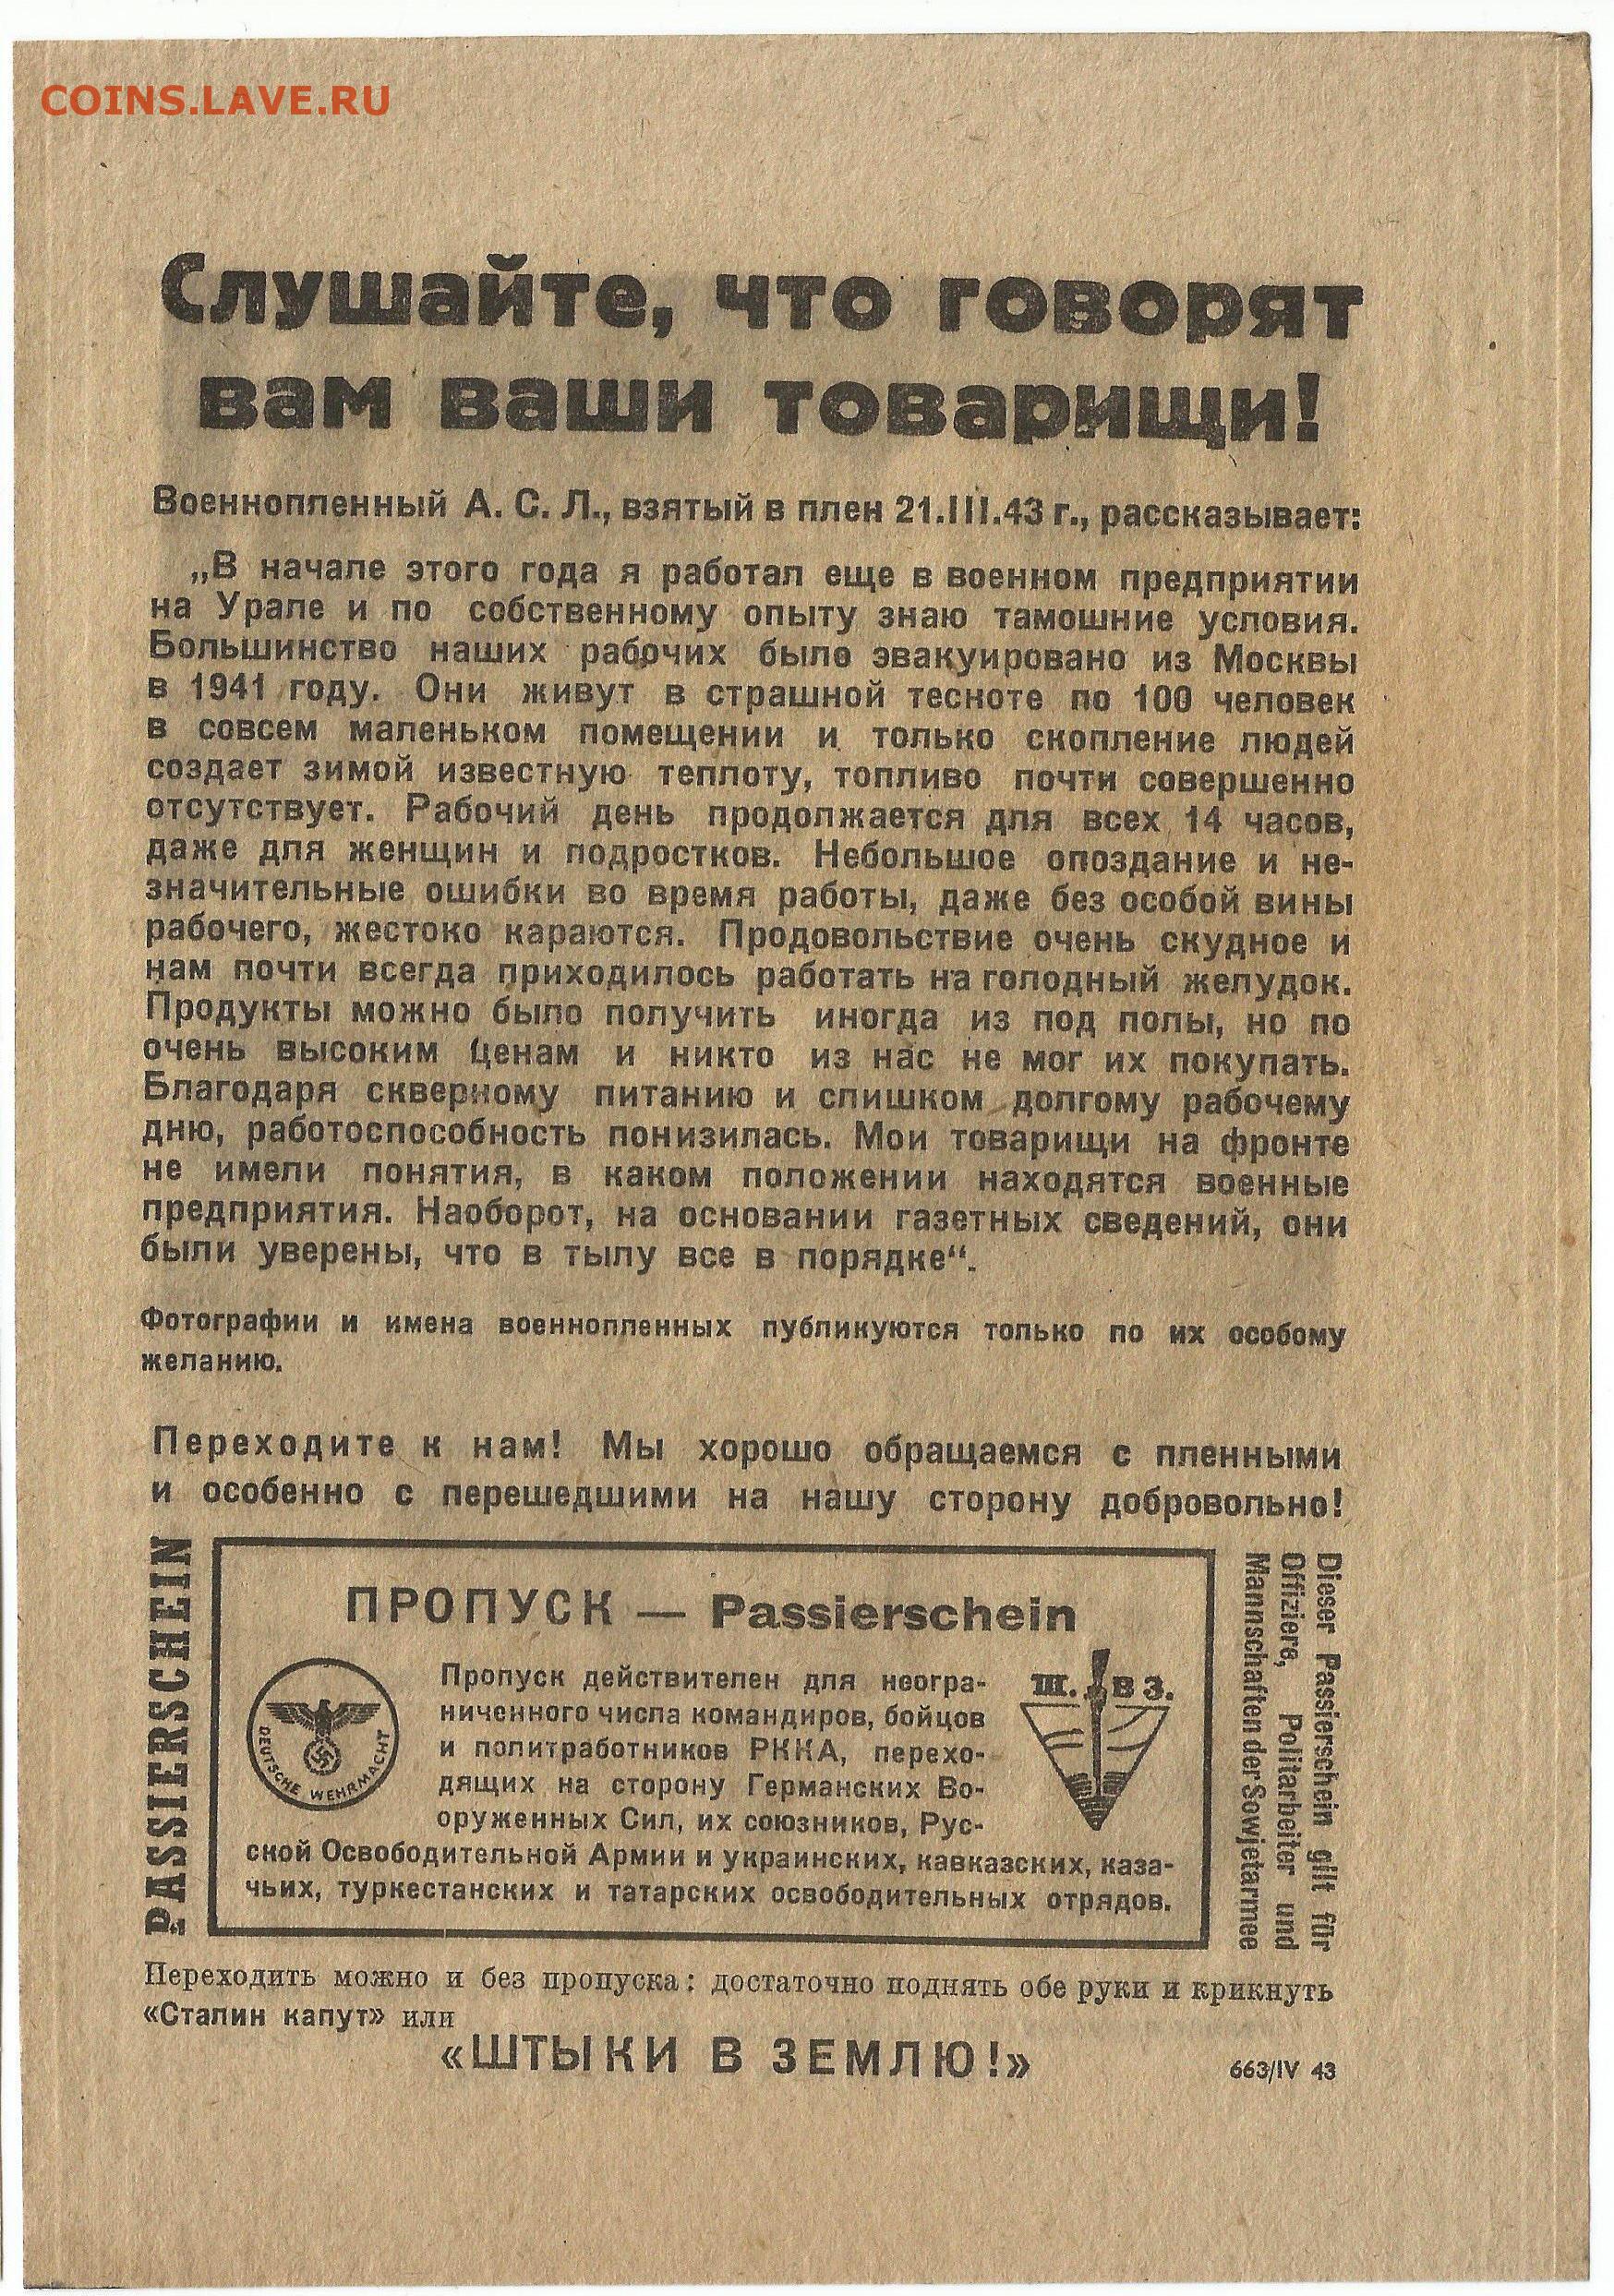 COINS.LAVE.RU
Слушайте, что говорят
вам ваши товарищи!
Военнопленный А. С. Л., взятый в плен 21.III.43 г., рассказывает:
„В начале этого года я работал еще в военном предприятии
на Урале и по собственному опыту знаю тамошние условия.
Большинство наших рабочих было эвакуировано из Москвы
в 1941 году. Они живут в страшной тесноте по 100 человек
в совсем маленьком помещении и только скопление людей
создает зимой известную теплоту, топливо почти совершенно
отсутствует. Рабочий день продолжается для всех 14 часов,
даже для женщин и подростков. Небольшое опоздание и не-
значительные ошибки во время работы, даже без особой вины
рабочего, жестоко караются. Продовольствие очень скудное и
нам почти всегда приходилось работать на голодный желудок.
Продукты можно было получить иногда из под полы, но по
очень высоким ценам и никто из нас не мог их покупать.
Благодаря скверному питанию и слишком долгому рабочему
дню, работоспособность понизилась. Мои товарищи на фронте
не имели понятия, в каком положении находятся военные
предприятия. Наоборот, на основании газетных сведений, они
были уверены, что в тылу все в порядке“.
Фотографии и имена военнопленных публикуются только по их особому
желанию.
Переходите к нам! Мы хорошо обращаемся с пленными
и особенно с перешедшими на нашу сторону добровольно!
PASSIERSCHEIN
ПРОПУСК — Passierschein
DEUTSCHE WEHRMACHT
Пропуск действителен для неогра-
ниченного числа командиров, бойцов
и политработников РККА, перехо-
дящих на сторону Германских Во-
оруженных Сил, их союзников, Рус-
ской Освободительной Армии и украинских, кавказских, каза-
чьих, туркестанских и татарских освободительных отрядов.
Ш. В З.
Dieser Passierschein gilt für
Offiziere, Politarbeiter und
Mannschaften der Sowjetarmee
Переходить можно и без пропуска: достаточно поднять обе руки и крикнуть
«Сталин капут» или
«ШТЫКИ В ЗЕМЛЮ!»
663/IV 43